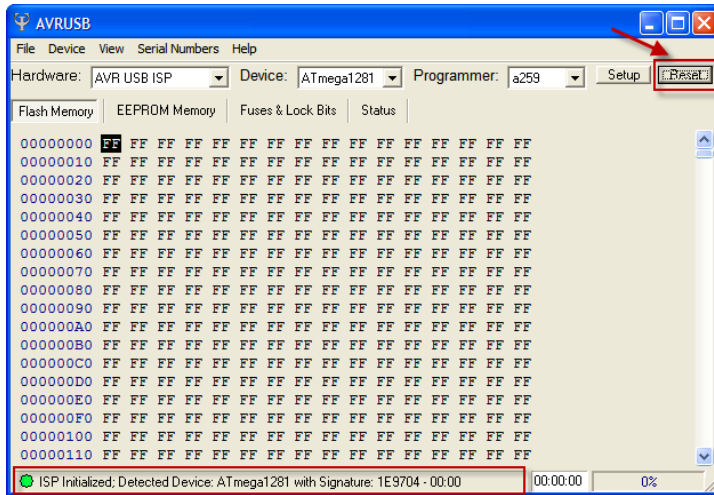 AVRUSB
File Device View Serial Numbers Help
Hardware: AVR USB ISP Device: ATmega1281 Programmer: a259 Setup Reset
Flash Memory EEPROM Memory Fuses & Lock Bits Status
00000000 FF FF FF FF FF FF FF FF FF FF FF FF FF FF FF FF
00000010 FF FF FF FF FF FF FF FF FF FF FF FF FF FF FF FF
00000020 FF FF FF FF FF FF FF FF FF FF FF FF FF FF FF FF
00000030 FF FF FF FF FF FF FF FF FF FF FF FF FF FF FF FF
00000040 FF FF FF FF FF FF FF FF FF FF FF FF FF FF FF FF
00000050 FF FF FF FF FF FF FF FF FF FF FF FF FF FF FF FF
00000060 FF FF FF FF FF FF FF FF FF FF FF FF FF FF FF FF
00000070 FF FF FF FF FF FF FF FF FF FF FF FF FF FF FF FF
00000080 FF FF FF FF FF FF FF FF FF FF FF FF FF FF FF FF
00000090 FF FF FF FF FF FF FF FF FF FF FF FF FF FF FF FF
000000A0 FF FF FF FF FF FF FF FF FF FF FF FF FF FF FF FF
000000B0 FF FF FF FF FF FF FF FF FF FF FF FF FF FF FF FF
000000C0 FF FF FF FF FF FF FF FF FF FF FF FF FF FF FF FF
000000D0 FF FF FF FF FF FF FF FF FF FF FF FF FF FF FF FF
000000E0 FF FF FF FF FF FF FF FF FF FF FF FF FF FF FF FF
000000F0 FF FF FF FF FF FF FF FF FF FF FF FF FF FF FF FF
00000100 FF FF FF FF FF FF FF FF FF FF FF FF FF FF FF FF
00000110 FF FF FF FF FF FF FF FF FF FF FF FF FF FF FF FF
ISP Initialized; Detected Device: ATmega1281 with Signature: 1E9704 - 00:00 00:00:00 0%